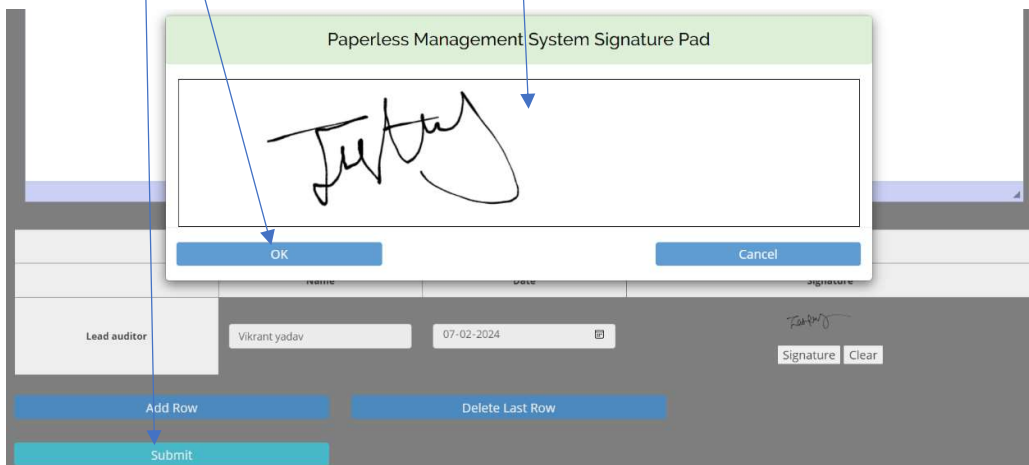 Paperless Management System Signature Pad
OK
Cancel
Name
Date
Signature
Lead auditor
Vikrant yadav
07-02-2024
Signature
Clear
Add Row
Delete Last Row
Submit